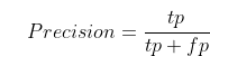 Precision = tp / tp + fp